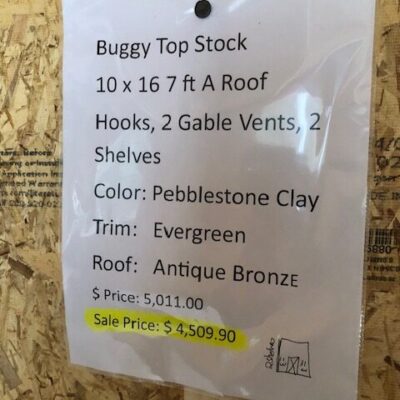 Buggy Top Stock
10 x 16 7 ft A Roof
Hooks, 2 Gable Vents, 2
Shelves
Color: Pebblestone Clay
Trim: Evergreen
Roof: Antique Bronze
$ Price: 5,011.00
Sale Price: $ 4,509.90